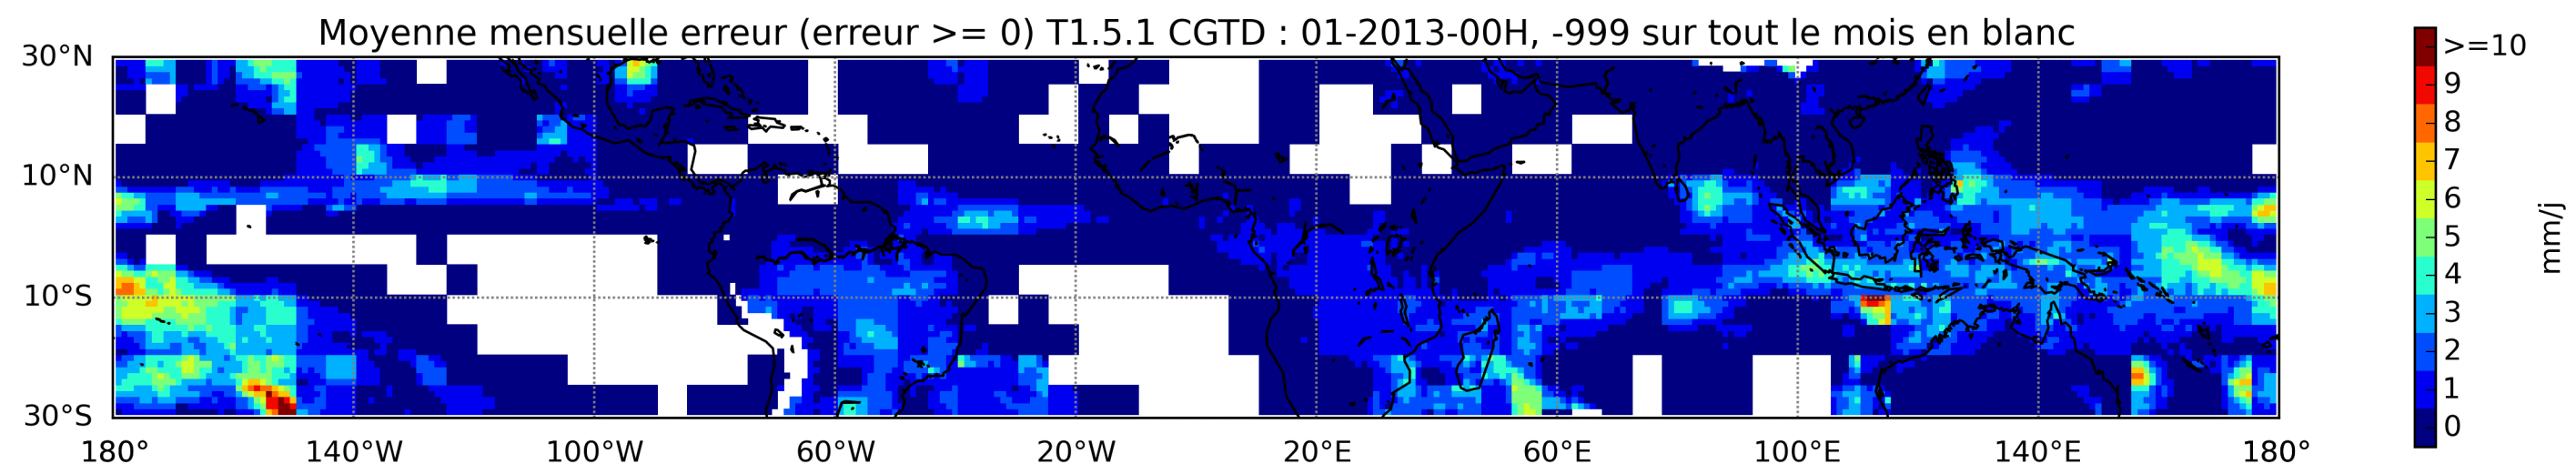 Moyenne mensuelle erreur (erreur >= 0) T1.5.1 CGTD : 01-2013-00H, -999 sur tout le mois en blanc
30°N
10°N
10°S
30°S
180°
140°W
100°W
60°W
20°W
20°E
60°E
100°E
140°E
180°
>=10
9
8
7
6
5
4
3
2
1
0
mm/j